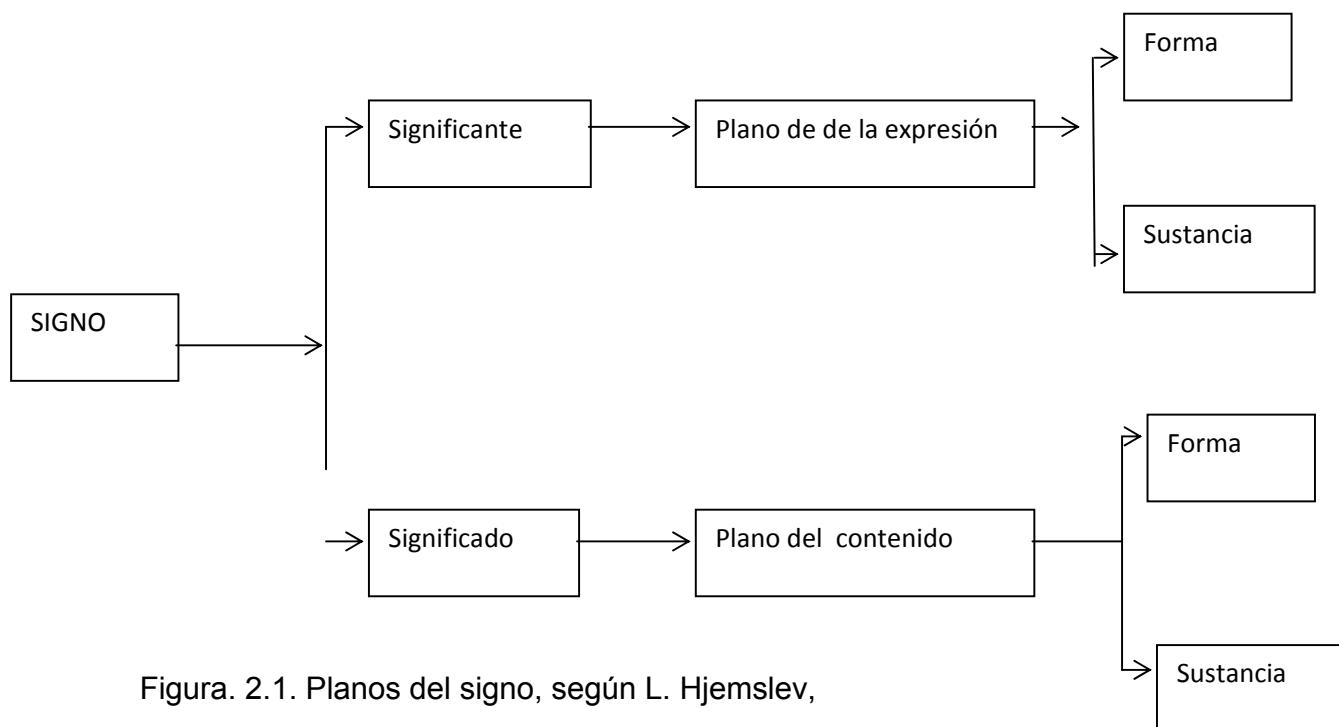 Forma
Significante
Plano de de la expresión
Sustancia
SIGNO
Forma
Significado
Plano del contenido
Sustancia
Figura. 2.1. Planos del signo, según L. Hjemslev,